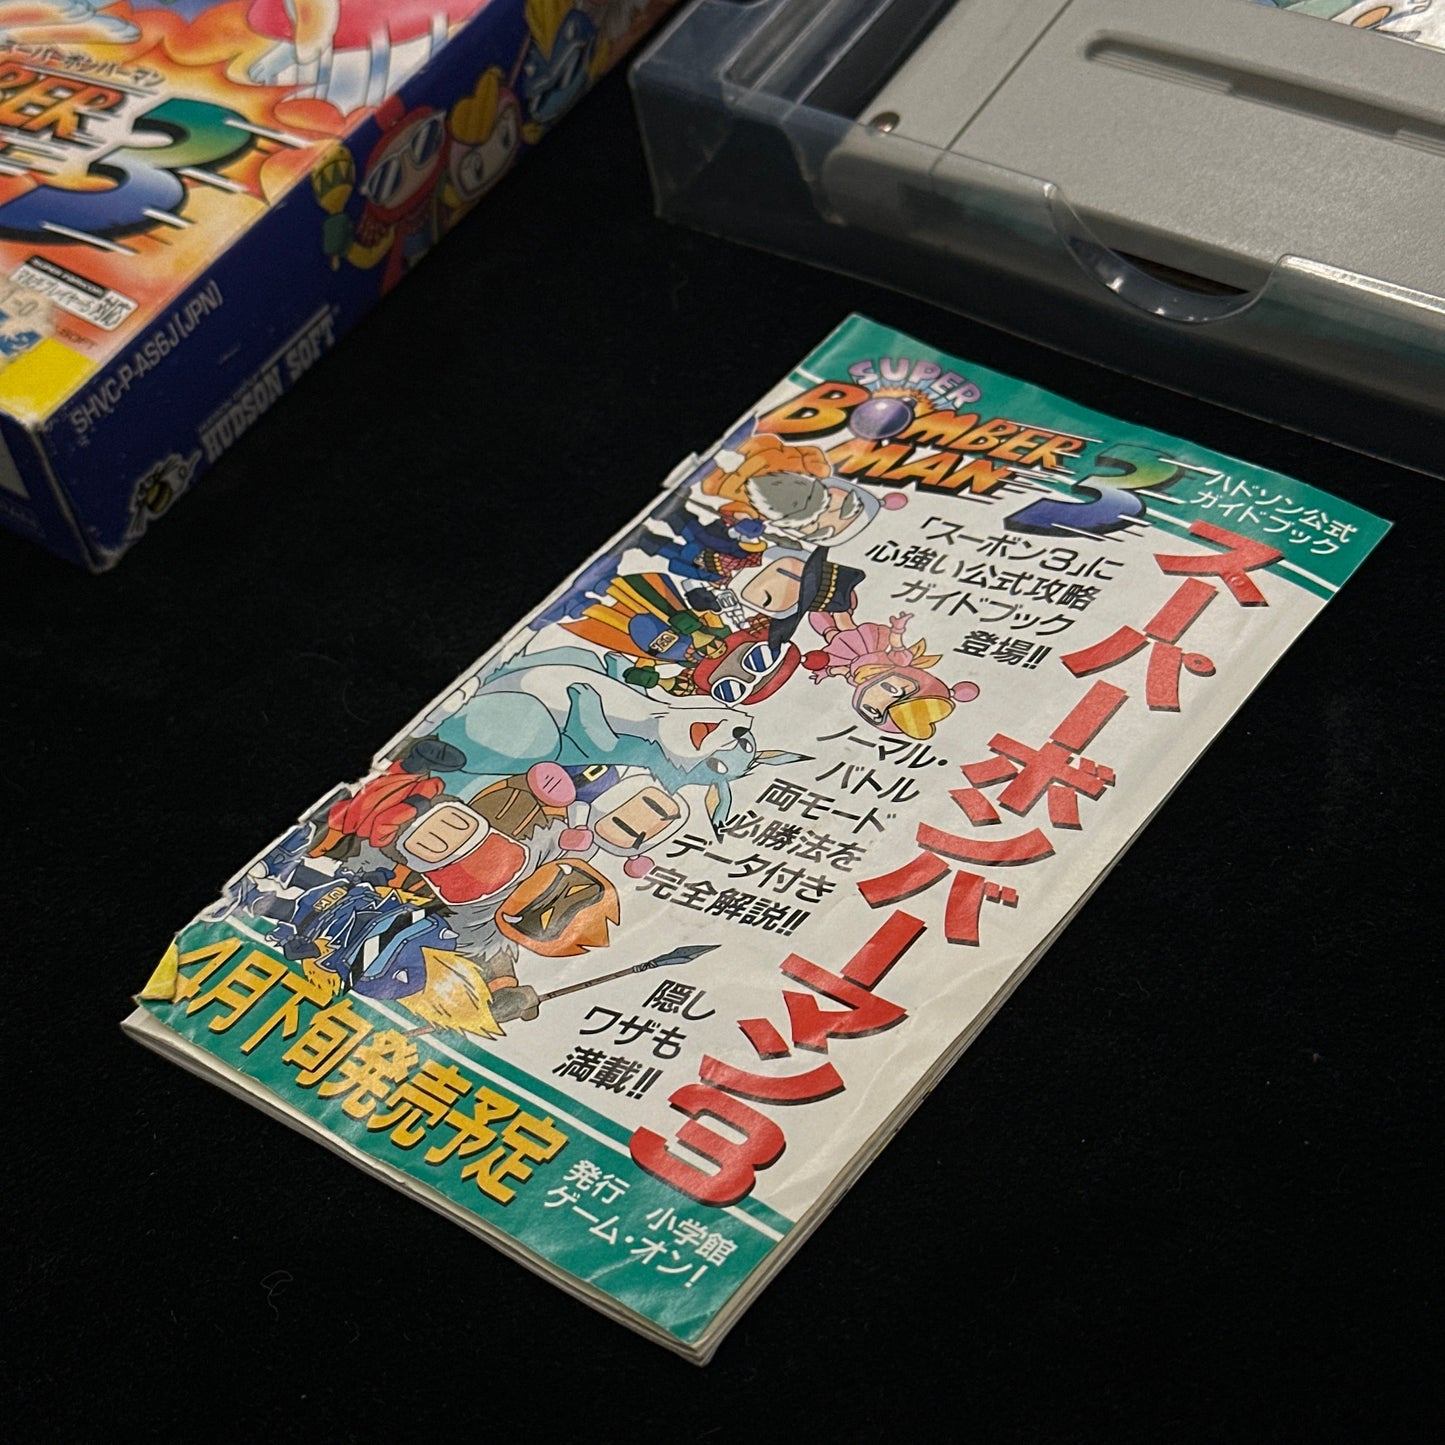 スーパーボンバーマン
BER
3
SUPER FAMICOM
SHVC-P-AS6J(JPN)
HUDSON SOFT
SUPER
BOMBER
MAN
3
ハドソン公式
ガイドブック
スーパーボンバーマン3
「スーボン3」に
心強い公式攻略
ガイドブック
登場!!
ノーマル・
バトル
両モード
必勝法を
データ付き
完全解説!!
隠し
ワザも
満載!!
4月下旬発売予定
発行 小学館
ゲーム・オン!